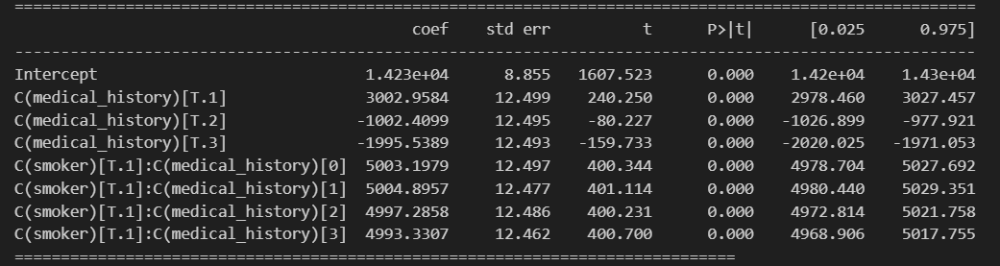 ====================================================================================================
coef std err t P>|t| [0.025 0.975]
----------------------------------------------------------------------------------------------------
Intercept 1.423e+04 8.855 1607.523 0.000 1.42e+04 1.43e+04
C(medical_history)[T.1] 3002.9584 12.499 240.250 0.000 2978.460 3027.457
C(medical_history)[T.2] -1002.4099 12.495 -80.227 0.000 -1026.899 -977.921
C(medical_history)[T.3] -1995.5389 12.493 -159.733 0.000 -2020.025 -1971.053
C(smoker)[T.1]:C(medical_history)[0] 5003.1979 12.497 400.344 0.000 4978.704 5027.692
C(smoker)[T.1]:C(medical_history)[1] 5004.8957 12.477 401.114 0.000 4980.440 5029.351
C(smoker)[T.1]:C(medical_history)[2] 4997.2858 12.486 400.231 0.000 4972.814 5021.758
C(smoker)[T.1]:C(medical_history)[3] 4993.3307 12.462 400.700 0.000 4968.906 5017.755
===========================================================================